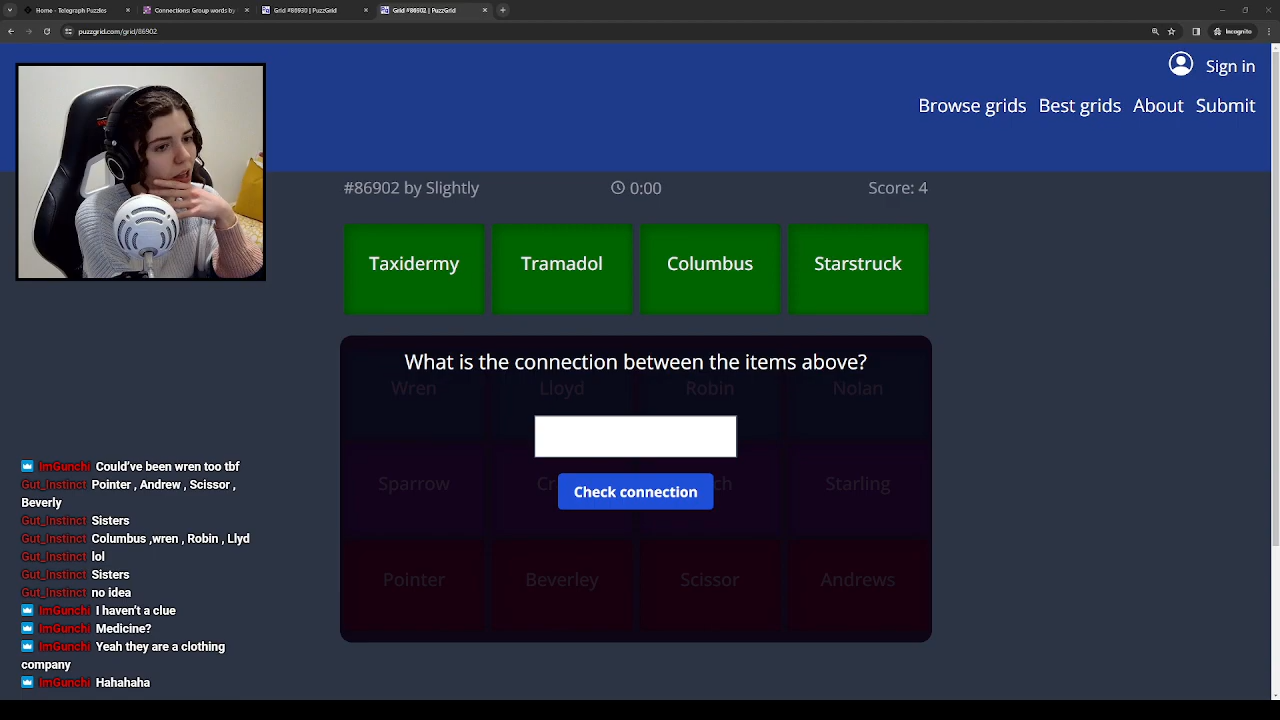 Home - Telegraph Puzzles
Connections: Group words by
Grid #86930 | PuzzGrid
Grid #86902 | PuzzGrid
puzzgrid.com/grid/86902
Incognito
Sign in
Browse grids Best grids About Submit
#86902 by Slightly 0:00 Score: 4
Taxidermy Tramadol Columbus Starstruck
What is the connection between the items above?
Wren Lloyd Robin Nolan
Check connection
Sparrow Starling
Pointer Beverley Scissor Andrews
ImGunchi Could've been wren too tbf
Gut_Instinct Pointer , Andrew , Scissor ,
Beverly
Gut_Instinct Sisters
Gut_Instinct Columbus ,wren , Robin , Llyd
Gut_Instinct lol
Gut_Instinct Sisters
Gut_Instinct no idea
ImGunchi I haven't a clue
ImGunchi Medicine?
ImGunchi Yeah they are a clothing
company
ImGunchi Hahahaha